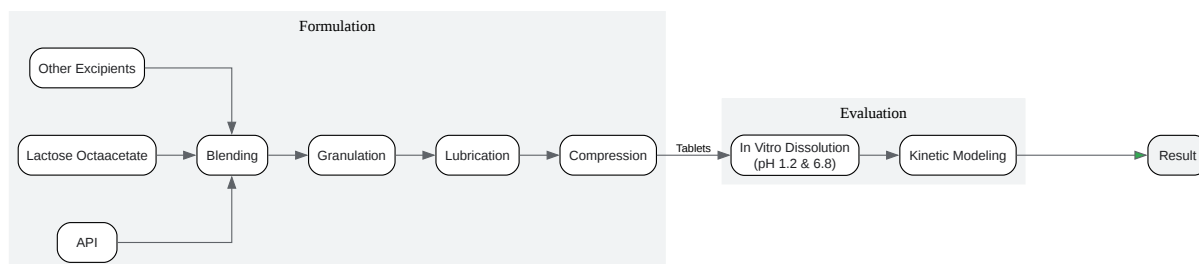 Formulation
Other Excipients
Lactose Octaacetate
API
Blending
Granulation
Lubrication
Compression
Tablets
Evaluation
In Vitro Dissolution
(pH 1.2 & 6.8)
Kinetic Modeling
Result